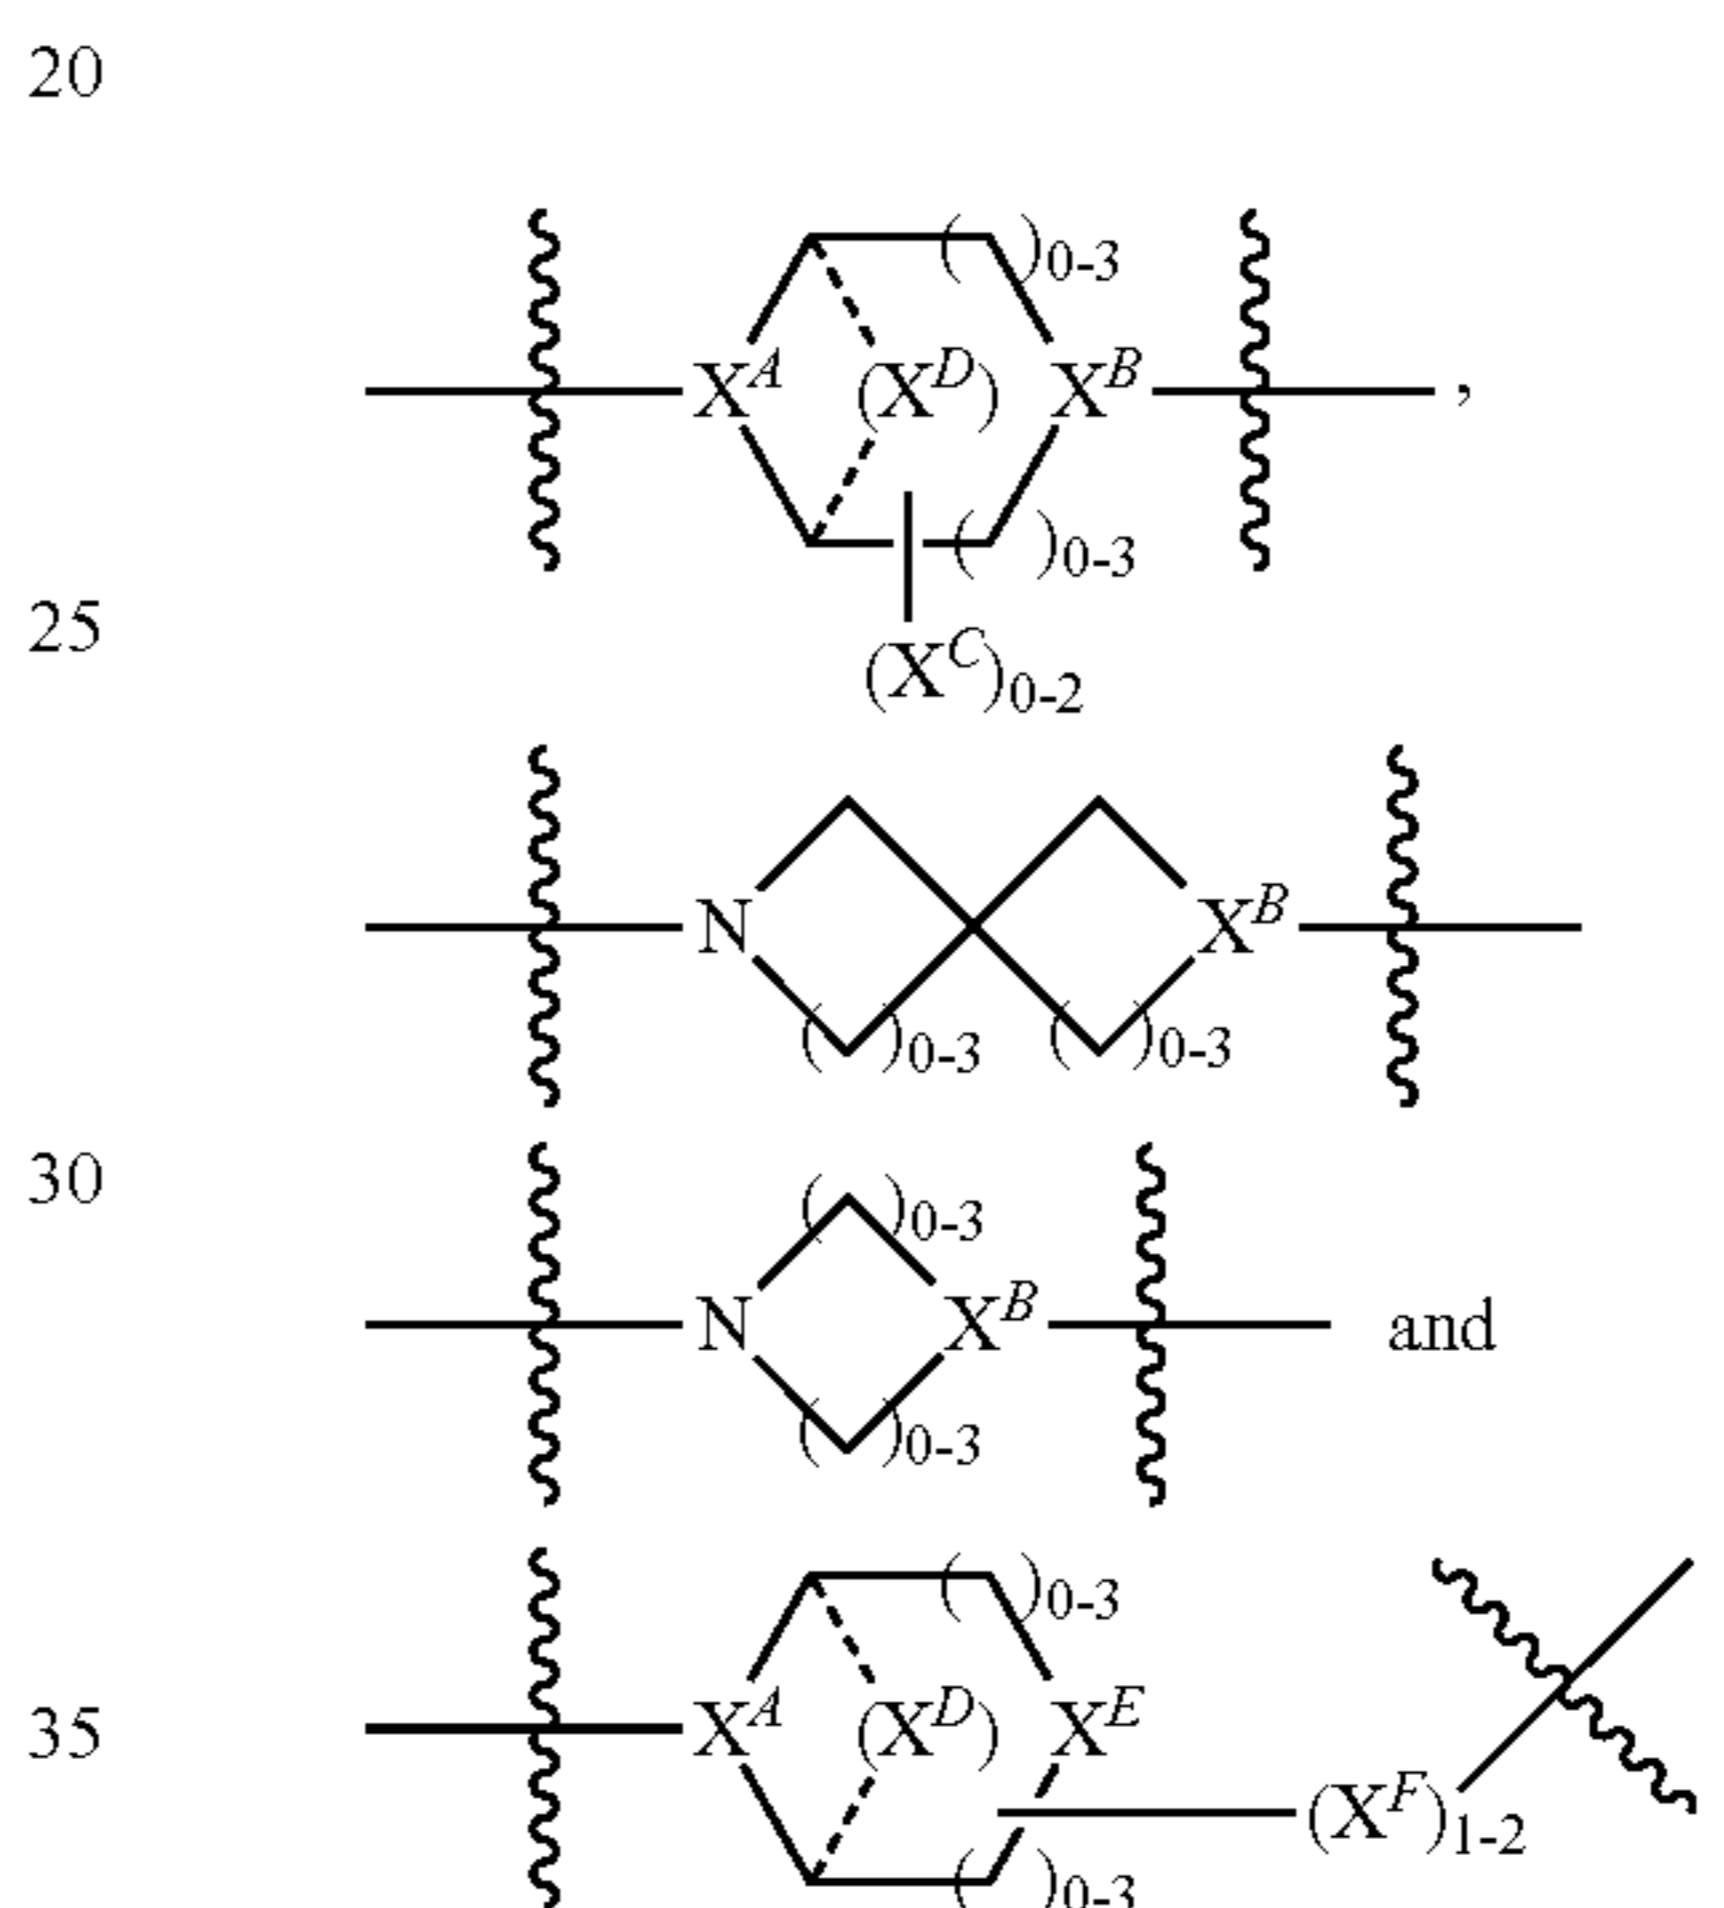 20
( )0-3
X^A (X^D) X^B ,
( )0-3
25
(X^C)0-2
N X^B
( )0-3 ( )0-3
30
( )0-3
N X^B and
( )0-3
( )0-3
35
X^A (X^D) X^E
(X^F)1-2
( )0-3